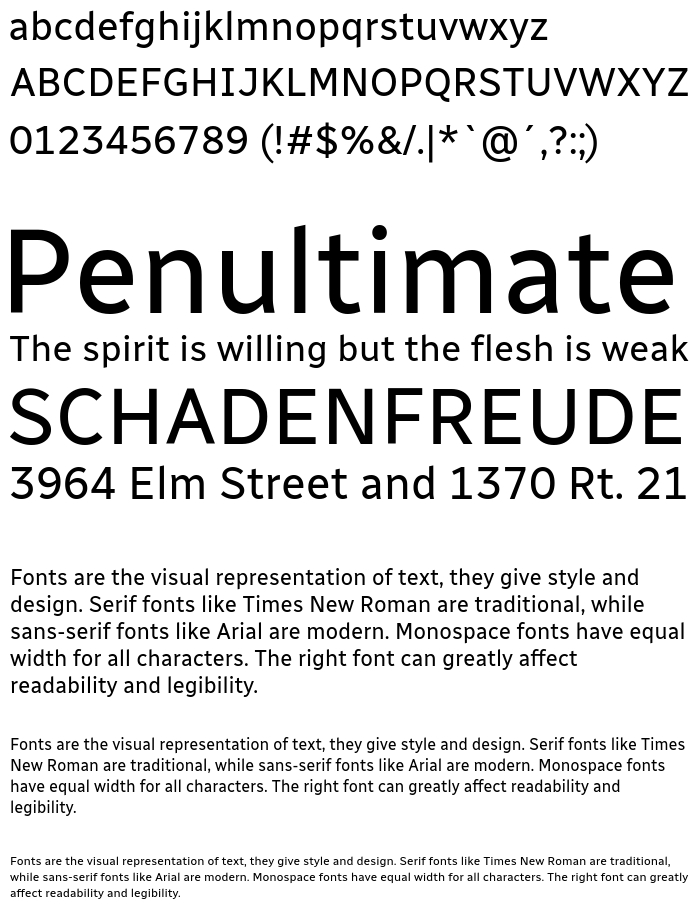 abcdefghijklmnopqrstuvwxyz
ABCDEFGHIJKLMNOPQRSTUVWXYZ
0123456789 (!#$%&/.|*`@´,?:;)
Penultimate
The spirit is willing but the flesh is weak
SCHADENFREUDE
3964 Elm Street and 1370 Rt. 21
Fonts are the visual representation of text, they give style and
design. Serif fonts like Times New Roman are traditional, while
sans-serif fonts like Arial are modern. Monospace fonts have equal
width for all characters. The right font can greatly affect
readability and legibility.
Fonts are the visual representation of text, they give style and design. Serif fonts like Times
New Roman are traditional, while sans-serif fonts like Arial are modern. Monospace fonts
have equal width for all characters. The right font can greatly affect readability and
legibility.
Fonts are the visual representation of text, they give style and design. Serif fonts like Times New Roman are traditional,
while sans-serif fonts like Arial are modern. Monospace fonts have equal width for all characters. The right font can greatly
affect readability and legibility.